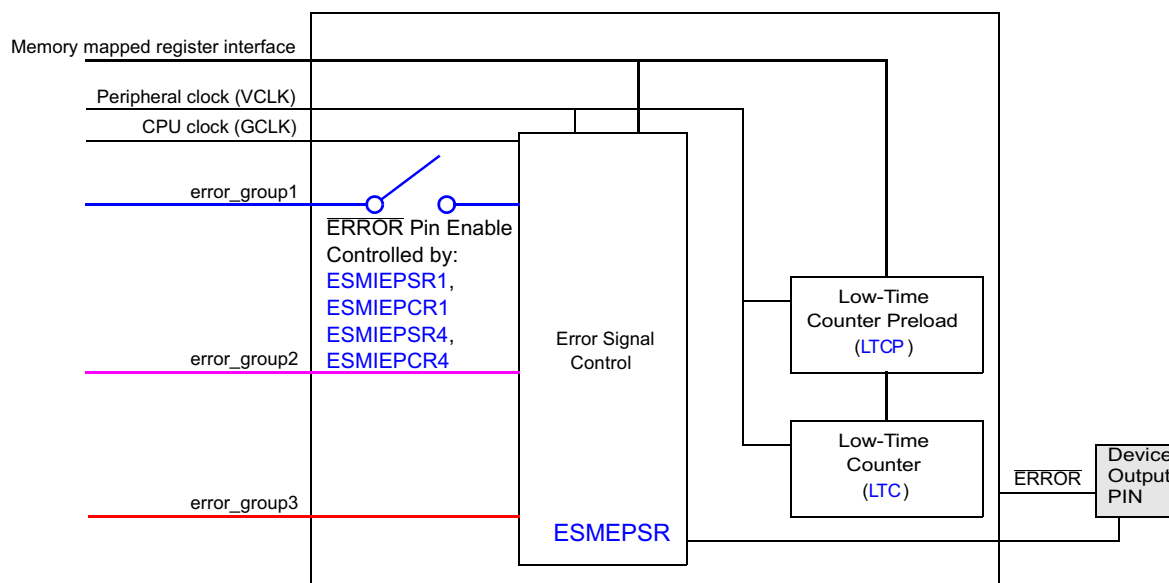 Memory mapped register interface
Peripheral clock (VCLK)
CPU clock (GCLK)
error_group1
ERROR Pin Enable
Controlled by:
ESMIEPSR1,
ESMIEPCR1
ESMIEPSR4,
ESMIEPCR4
error_group2
error_group3
Error Signal
Control
ESMEPSR
Low-Time
Counter Preload
(LTCP)
Low-Time
Counter
(LTC)
ERROR
Device
Output
PIN